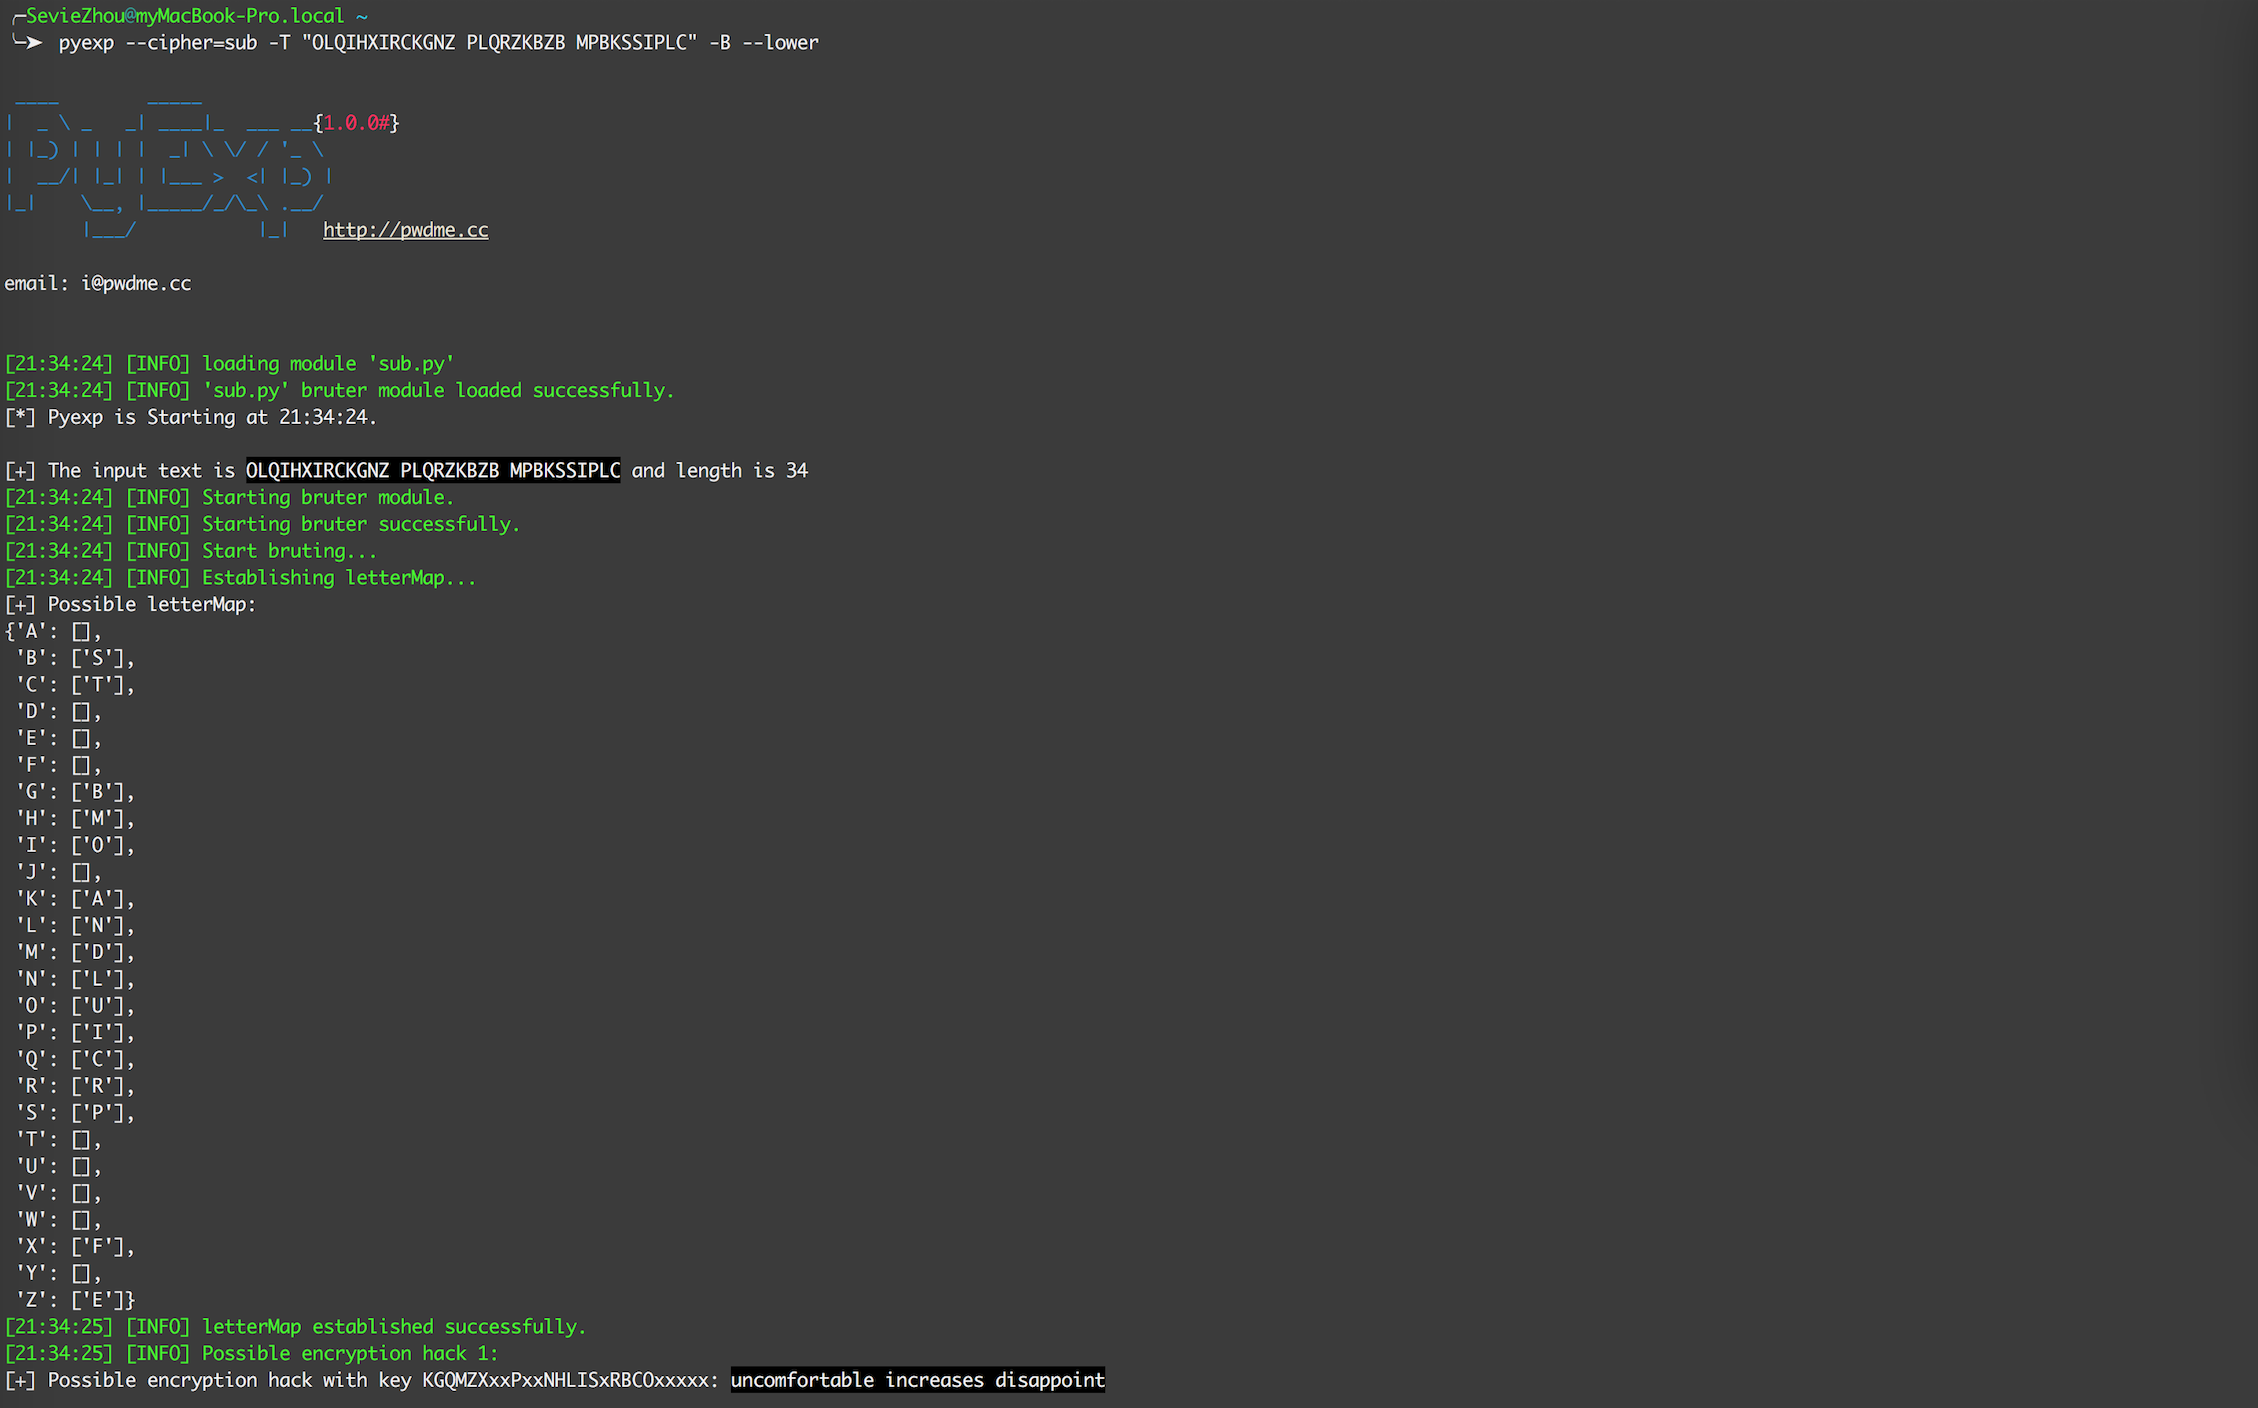 ╭─SevieZhou@myMacBook-Pro.local ~
╰─➤  pyexp --cipher=sub -T "OLQIHXIRCKGNZ PLQRZKBZB MPBKSSIPLC" -B --lower
 ____        _____
|  _ \ _   _| ____|_  ___ __{1.0.0#}
| |_) | | | |  _| \ \/ / '_ \
|  __/| |_| | |___ >  <| |_) |
|_|    \__, |_____/_/\_\ .__/
       |___/           |_|   http://pwdme.cc
email: i@pwdme.cc
[21:34:24] [INFO] loading module 'sub.py'
[21:34:24] [INFO] 'sub.py' bruter module loaded successfully.
[*] Pyexp is Starting at 21:34:24.
[+] The input text is OLQIHXIRCKGNZ PLQRZKBZB MPBKSSIPLC and length is 34
[21:34:24] [INFO] Starting bruter module.
[21:34:24] [INFO] Starting bruter successfully.
[21:34:24] [INFO] Start bruting...
[21:34:24] [INFO] Establishing letterMap...
[+] Possible letterMap:
{'A': [],
 'B': ['S'],
 'C': ['T'],
 'D': [],
 'E': [],
 'F': [],
 'G': ['B'],
 'H': ['M'],
 'I': ['O'],
 'J': [],
 'K': ['A'],
 'L': ['N'],
 'M': ['D'],
 'N': ['L'],
 'O': ['U'],
 'P': ['I'],
 'Q': ['C'],
 'R': ['R'],
 'S': ['P'],
 'T': [],
 'U': [],
 'V': [],
 'W': [],
 'X': ['F'],
 'Y': [],
 'Z': ['E']}
[21:34:25] [INFO] letterMap established successfully.
[21:34:25] [INFO] Possible encryption hack 1:
[+] Possible encryption hack with key KGQMZXxxPxxNHLISxRBCOxxxxx: uncomfortable increases disappoint